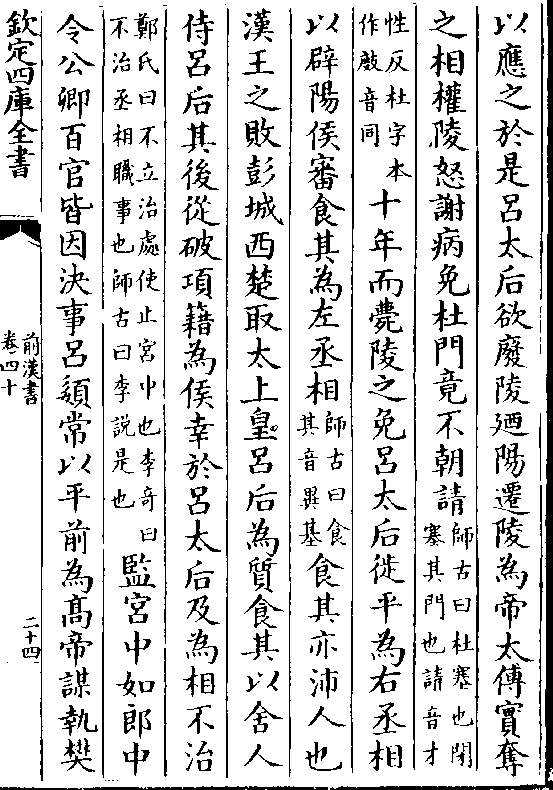 以應之於是呂太后欲廢陵廼陽遷陵為帝太傅實奪
之相權陵怒謝病免杜門竟不朝請師古曰杜塞也閉
塞其門也請音才
性反杜字本
作㪇音同十年而薨陵之免呂太后徙平為右丞相
以辟陽侯審食其為左丞相師古曰食
其音異基食其亦沛人也
漢王之敗彭城西楚取太上皇呂后為質食其以舍人
侍呂后其後從破項籍為侯幸於呂太后及為相不治
鄭氏曰不立治處使止宮中也李奇曰
不治丞相職事也師古曰李説是也監宮中如郎中
令公卿百官皆因決事呂嬃常以平前為高帝謀執樊
欽定四庫全書
前漢書
卷四十
二十四